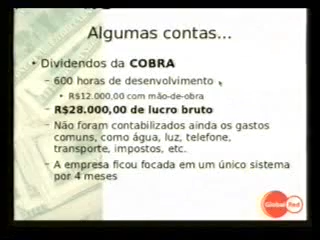 Algumas contas...
• Dividendos da COBRA
– 600 horas de desenvolvimento
• R$12.000,00 com mão-de-obra
– R$28.000,00 de lucro bruto
– Não foram contabilizados ainda os gastos
comuns, como água, luz, telefone,
transporte, impostos, etc.
– A empresa ficou focada em um único sistema
por 4 meses
Global Red